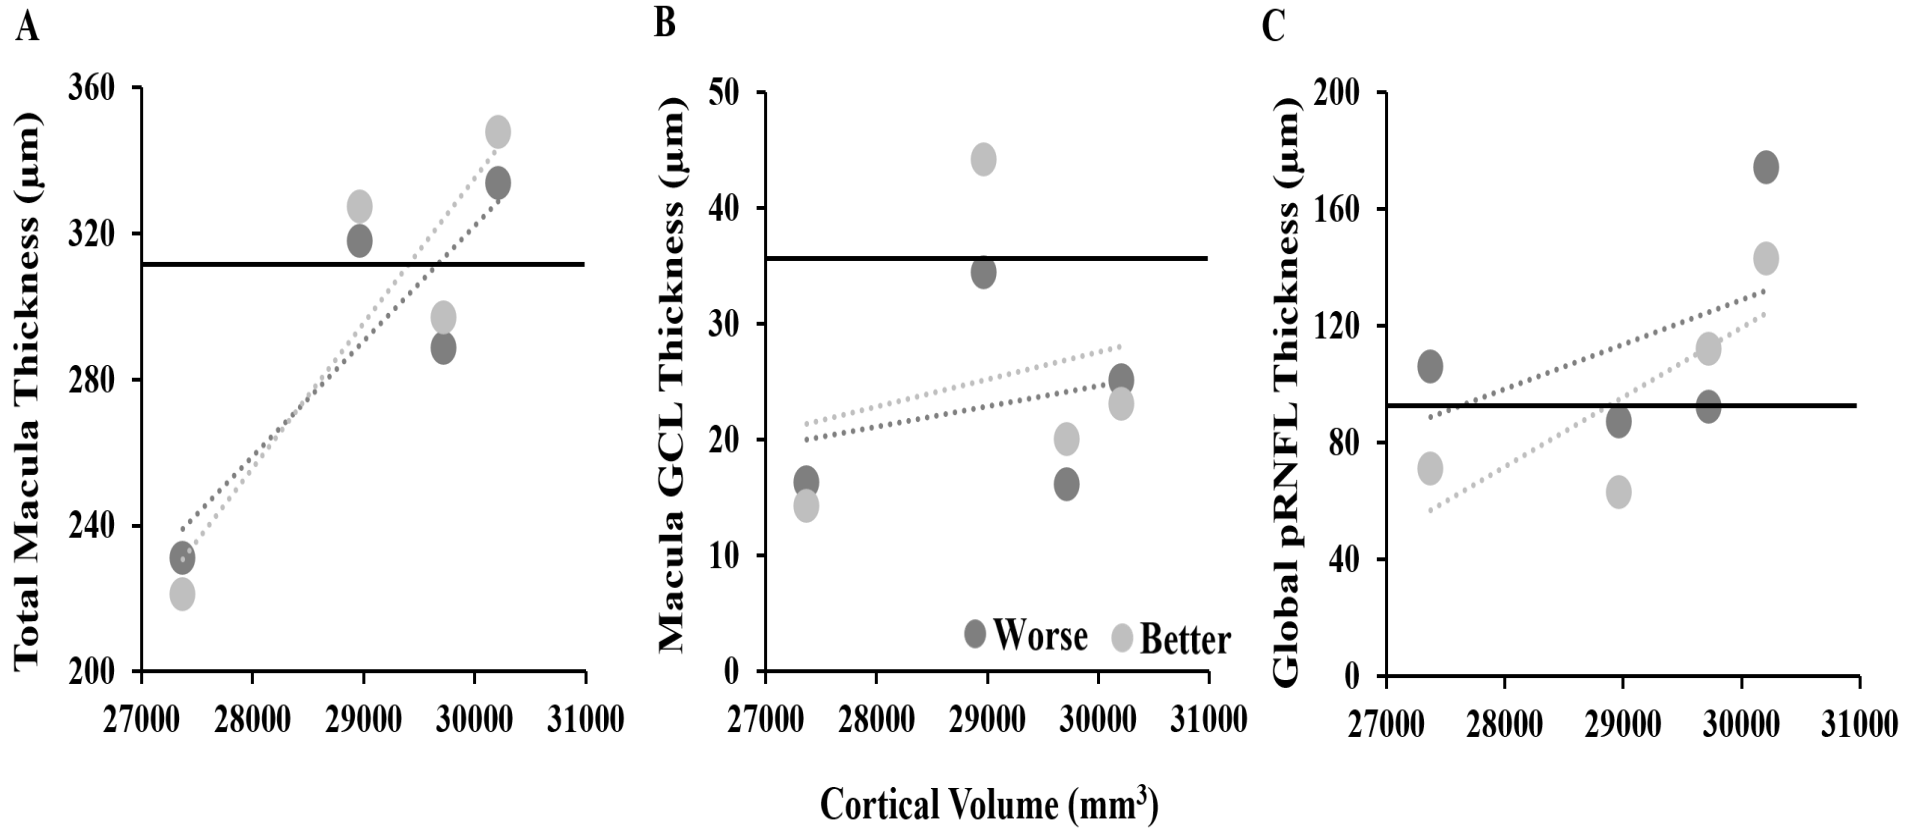 A
B
C
Total Macula Thickness (µm)
360
320
280
240
200
27000 28000 29000 30000 31000
Macula GCL Thickness (µm)
50
40
30
20
10
0
Worse Better
27000 28000 29000 30000 31000
Global pRNFL Thickness (µm)
200
160
120
80
40
0
27000 28000 29000 30000 31000
Cortical Volume (mm³)